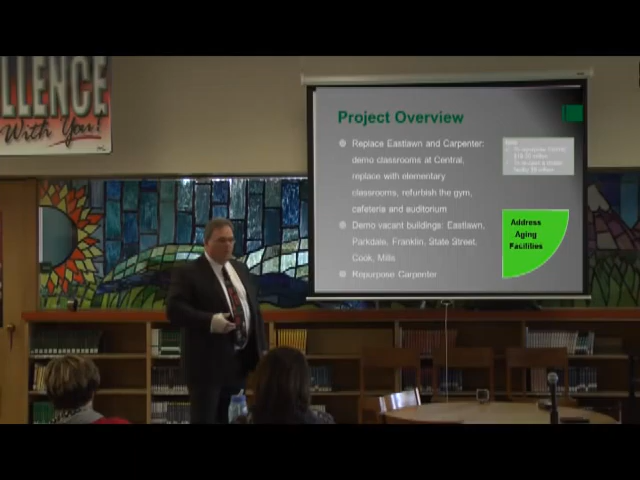 LLENCE
With You!
Project Overview
Replace Eastlawn and Carpenter:
demo classrooms at Central,
replace with elementary
classrooms, refurbish the gym,
cafeteria and auditorium
Demo vacant buildings: Eastlawn,
Parkdale, Franklin, State Street,
Cook, Mills
Repurpose Carpenter
Address
Aging
Facilities